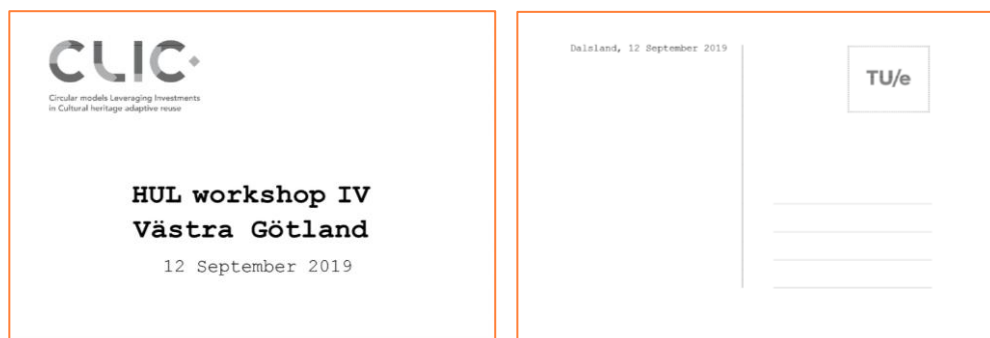 CLIC
Circular models Leveraging Investments
in Cultural heritage adaptive reuse
HUL workshop IV
Västra Götland
12 September 2019
Dalsland, 12 September 2019
TU/e